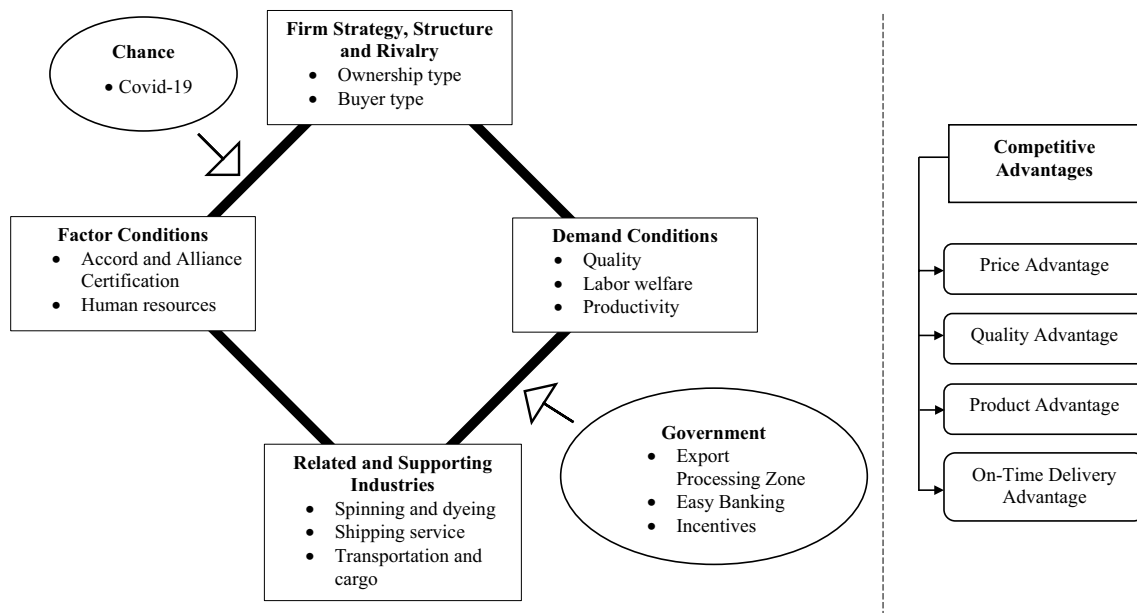 Chance
• Covid-19
Firm Strategy, Structure
and Rivalry
• Ownership type
• Buyer type
Factor Conditions
• Accord and Alliance
Certification
• Human resources
Demand Conditions
• Quality
• Labor welfare
• Productivity
Related and Supporting
Industries
• Spinning and dyeing
• Shipping service
• Transportation and
cargo
Government
• Export
Processing Zone
• Easy Banking
• Incentives
Competitive
Advantages
Price Advantage
Quality Advantage
Product Advantage
On-Time Delivery
Advantage